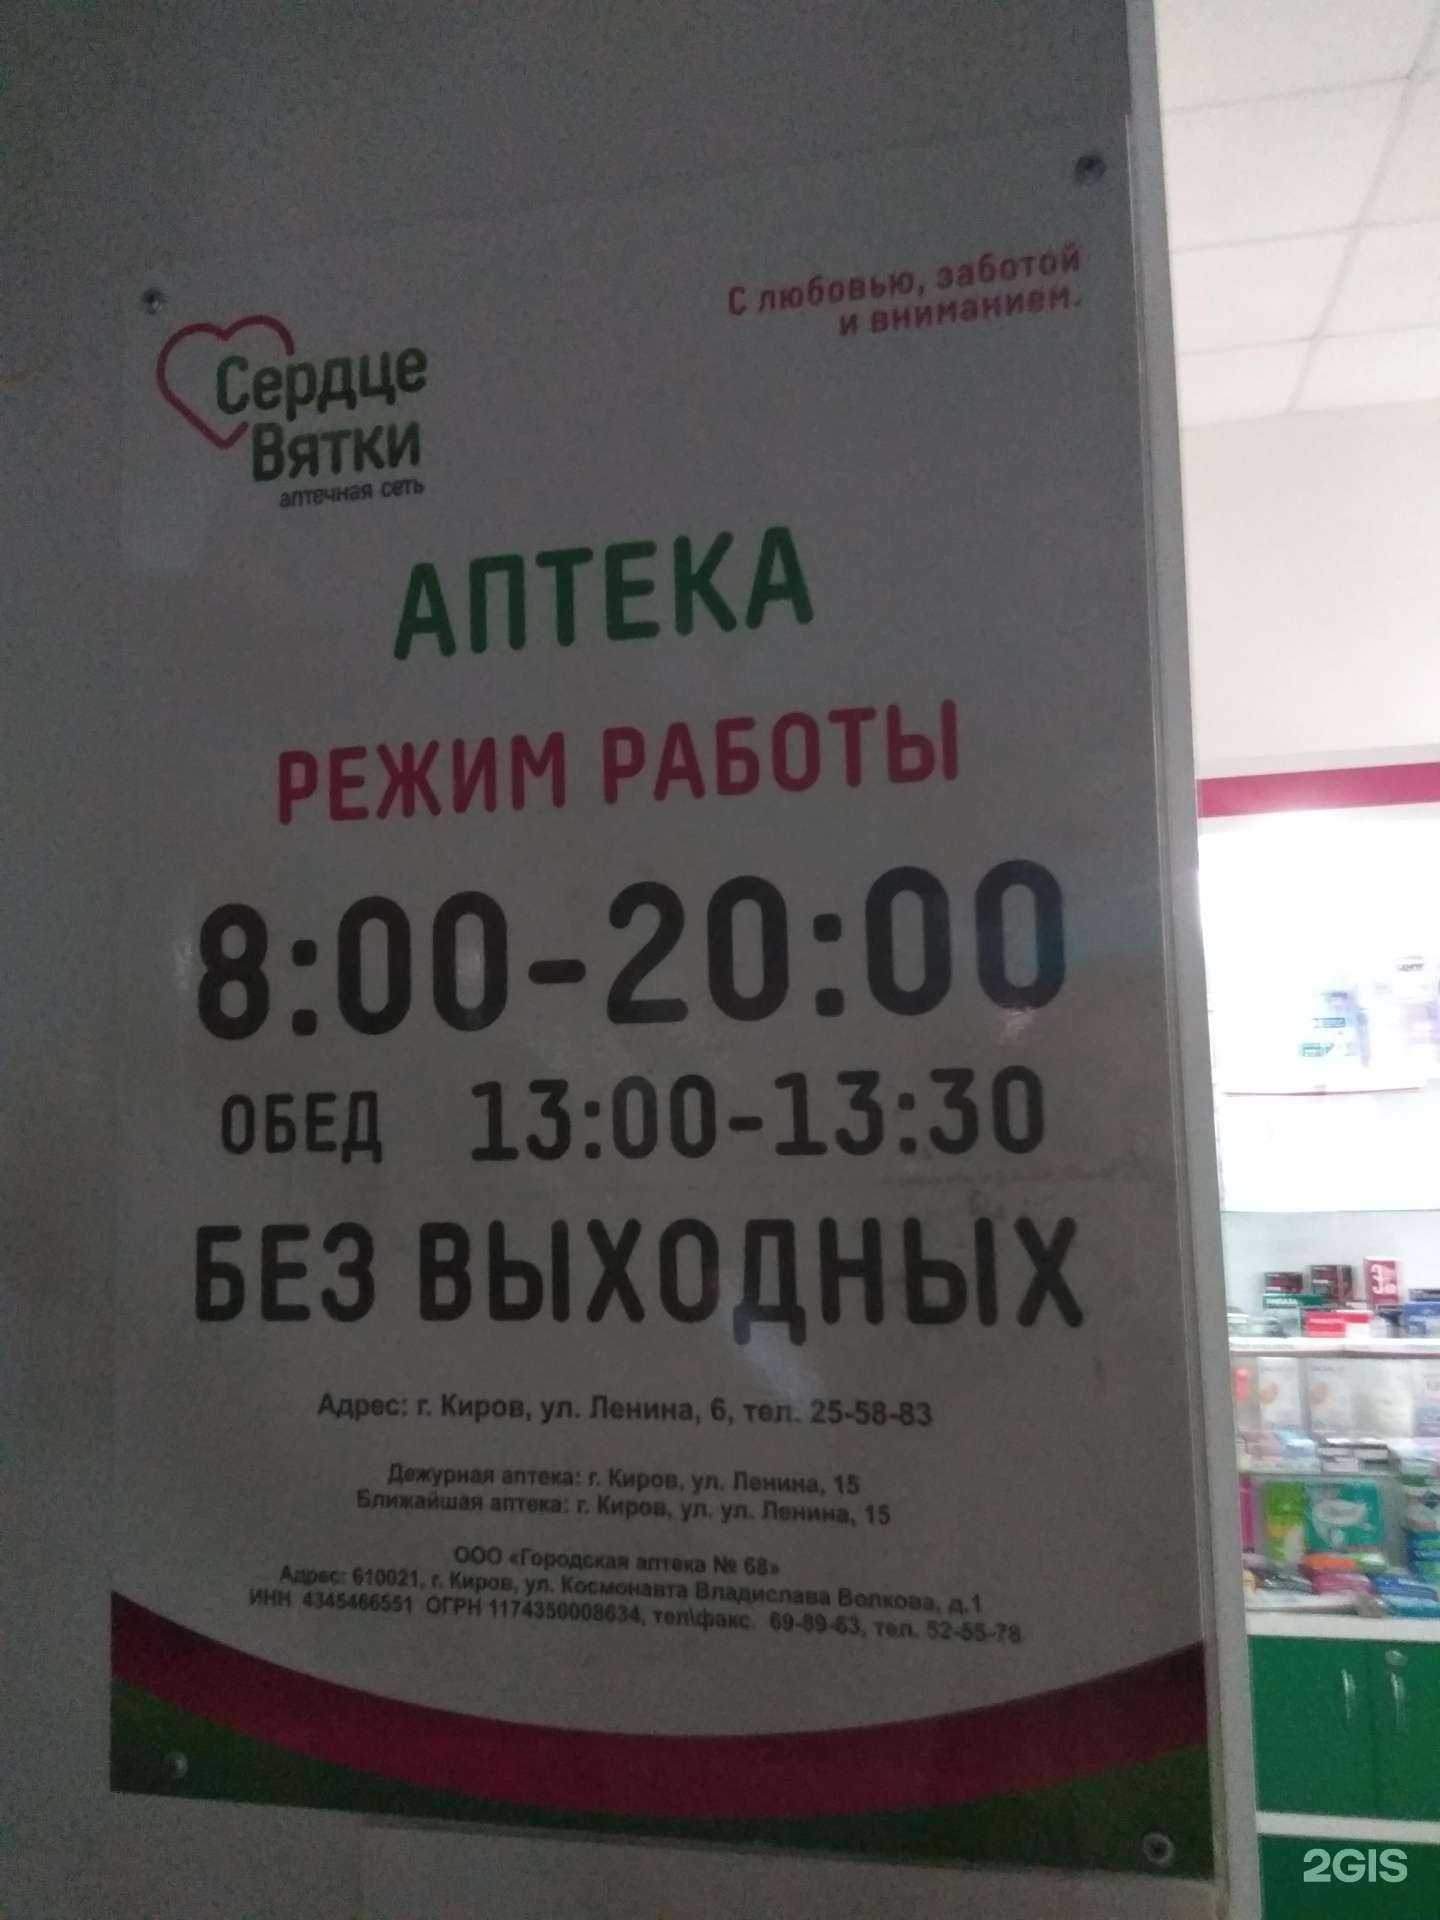 С любовью, заботой
и вниманием.
Сердце
Вятки
аптечная сеть
АПТЕКА
РЕЖИМ РАБОТЫ
8:00-20:00
ОБЕД 13:00-13:30
БЕЗ ВЫХОДНЫХ
Адрес: г. Киров, ул. Ленина, 6, тел. 25-58-83
Дежурная аптека: г. Киров, ул. Ленина, 15
Ближайшая аптека: г. Киров, ул. ул. Ленина, 15
ООО «Городская аптека № 68»
Адрес: 610021, г. Киров, ул. Космонавта Владислава Волкова, д.1
ИНН 4345466551 ОГРН 1174350008634, тел\факс. 69-89-63, тел. 52-55-78
2GIS